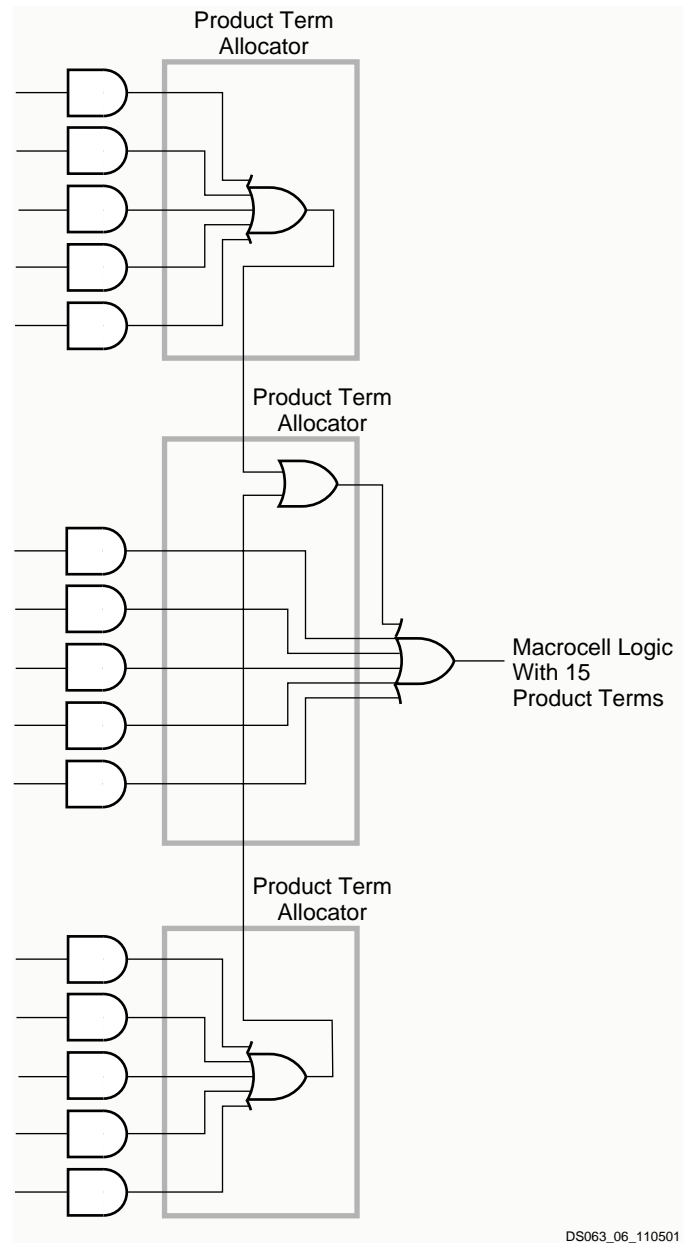 Product Term
Allocator
Product Term
Allocator
Macrocell Logic
With 15
Product Terms
Product Term
Allocator
DS063_06_110501